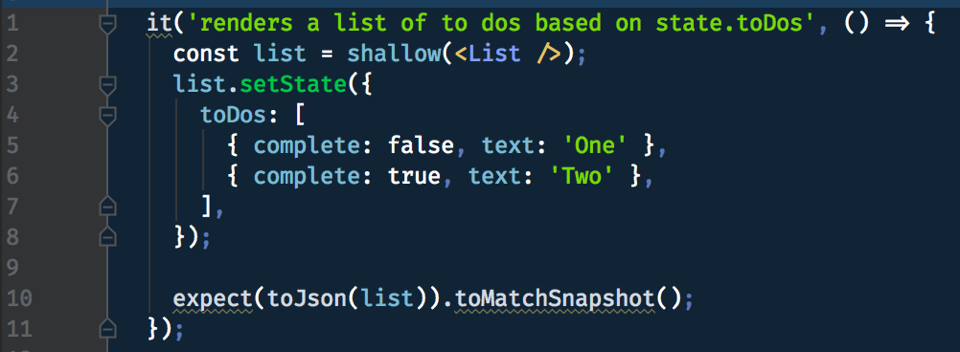 1 it('renders a list of to dos based on state.toDos', () => {
2 const list = shallow(<List />);
3 list.setState({
4 toDos: [
5 { complete: false, text: 'One' },
6 { complete: true, text: 'Two' },
7 ],
8 });
9
10 expect(toJson(list)).toMatchSnapshot();
11 });